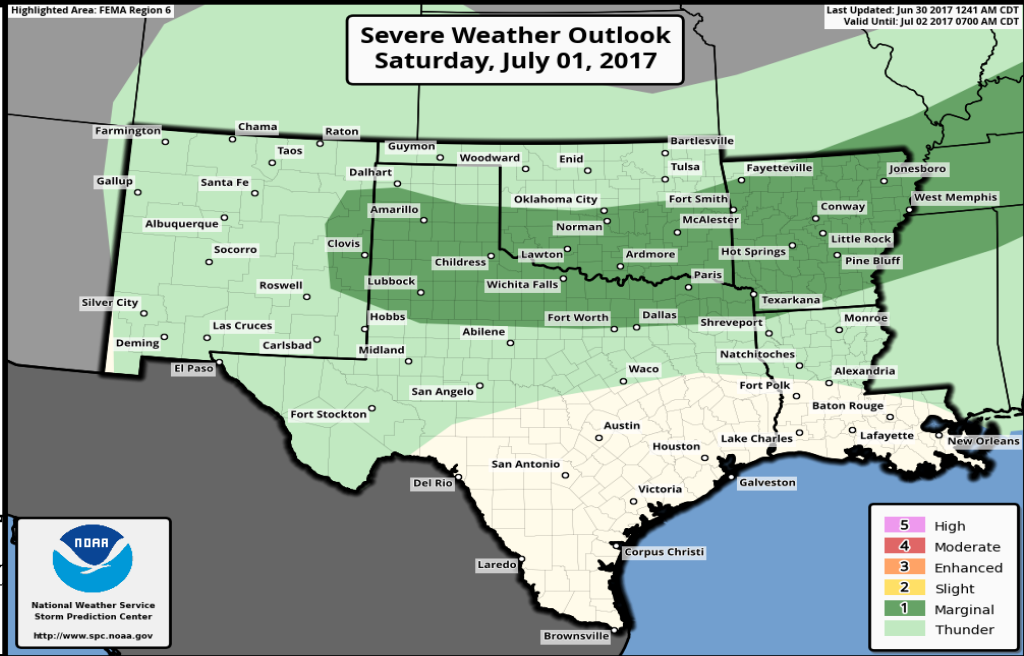 Highlighted Area: FEMA Region 6
Last Updated: Jun 30 2017 1241 AM CDT
Valid Until: Jul 02 2017 0700 AM CDT
Severe Weather Outlook
Saturday, July 01, 2017
Farmington
Chama
Raton
Guymon
Bartlesville
Taos
Woodward
Enid
Tulsa
Fayetteville
Jonesboro
Dalhart
Gallup
Santa Fe
Oklahoma City
Fort Smith
West Memphis
Amarillo
Conway
Albuquerque
Norman
McAlester
Little Rock
Clovis
Socorro
Lawton
Ardmore
Hot Springs
Childress
Pine Bluff
Paris
Lubbock
Wichita Falls
Roswell
Texarkana
Silver City
Hobbs
Fort Worth
Dallas
Monroe
Las Cruces
Abilene
Shreveport
Deming
Carlsbad
Midland
Natchitoches
El Paso
Waco
Alexandria
San Angelo
Fort Polk
Fort Stockton
Baton Rouge
Austin
Lake Charles
Lafayette
New Orleans
Houston
San Antonio
Del Rio
Victoria
Galveston
Corpus Christi
Laredo
Brownsville
NOAA
National Weather Service
Storm Prediction Center
http://www.spc.noaa.gov
5 High
4 Moderate
3 Enhanced
2 Slight
1 Marginal
Thunder